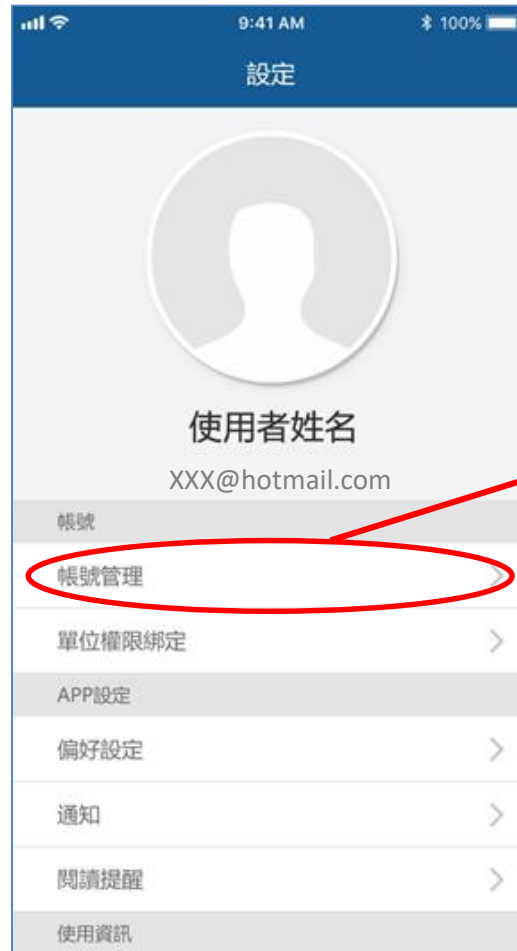 9:41 AM 100%
設定
使用者姓名
XXX@hotmail.com
帳號
帳號管理
單位權限綁定
APP設定
偏好設定
通知
閱讀提醒
使用資訊